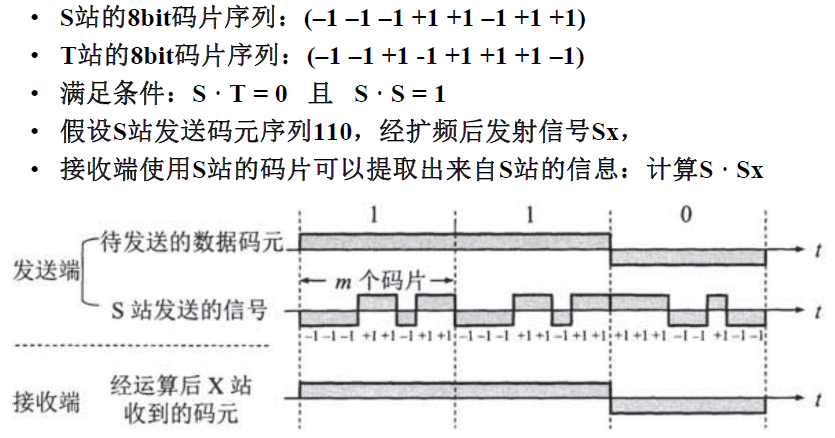 • S站的8bit码片序列：(–1 –1 –1 +1 +1 –1 +1 +1)
• T站的8bit码片序列：(–1 –1 +1 -1 +1 +1 +1 –1)
• 满足条件：S · T = 0 且 S · S = 1
• 假设S站发送码元序列110，经扩频后发射信号Sx，
• 接收端使用S站的码片可以提取出来自S站的信息：计算S · Sx
1 1 0
待发送的数据码元 t
发送端
m 个码片
S 站发送的信号 t
–1 –1 –1 +1 +1 –1 +1 +1 –1 –1 –1 +1 +1 –1 +1 +1 +1 +1 +1 –1 –1 +1 –1 –1
接收端
经运算后 X 站
收到的码元 t